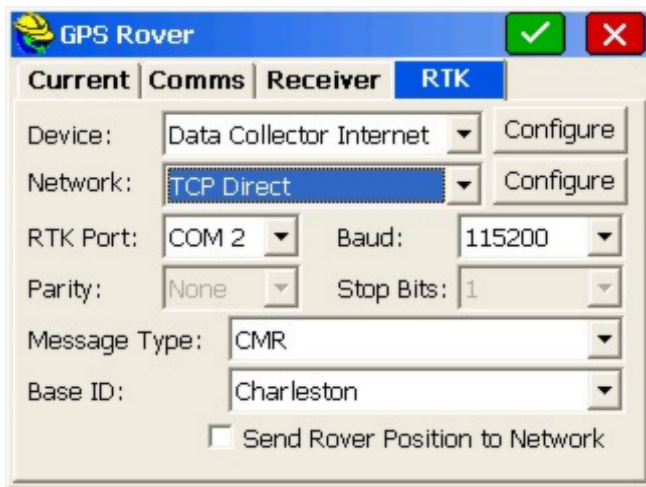 GPS Rover
Current Comms Receiver RTK
Device: Data Collector Internet Configure
Network: TCP Direct Configure
RTK Port: COM 2 Baud: 115200
Parity: None Stop Bits: 1
Message Type: CMR
Base ID: Charleston
Send Rover Position to Network